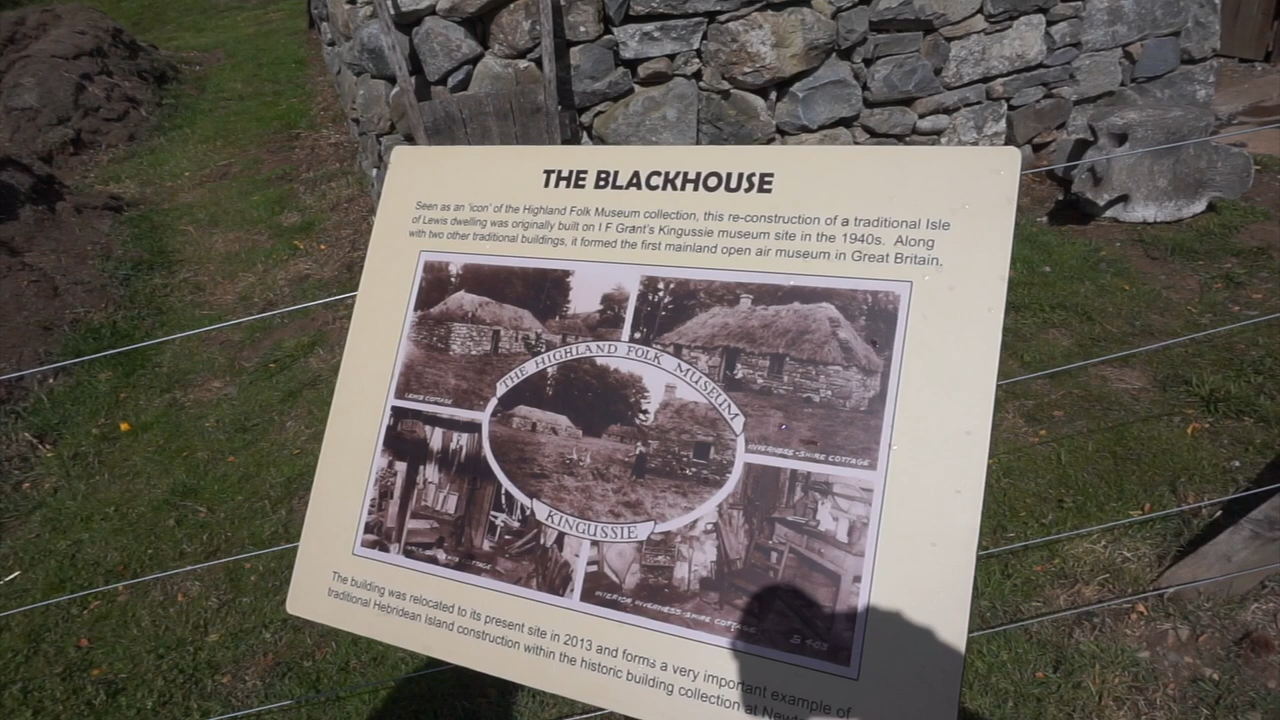 THE BLACKHOUSE
Seen as an 'icon' of the Highland Folk Museum collection, this re-construction of a traditional Isle
of Lewis dwelling was originally built on I F Grant's Kingussie museum site in the 1940s. Along
with two other traditional buildings, it formed the first mainland open air museum in Great Britain.
LEWIS COTTAGE
THE HIGHLAND FOLK MUSEUM
INVERNESS-SHIRE COTTAGE
KINGUSSIE
COTTAGE
INTERIOR, INVERNESS-SHIRE COTTAGE
The building was relocated to its present site in 2013 and forms a very important example of
traditional Hebridean Island construction within the historic building collection at